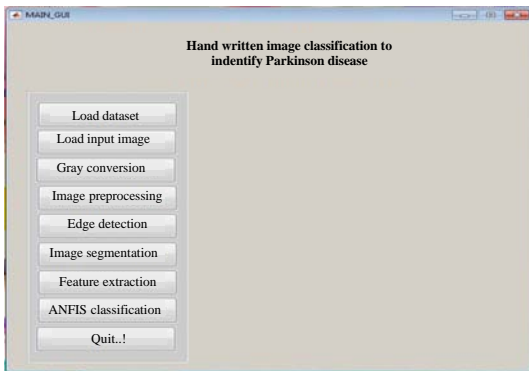 MAIN_GUI
Hand written image classification to
indentify Parkinson disease
Load dataset
Load input image
Gray conversion
Image preprocessing
Edge detection
Image segmentation
Feature extraction
ANFIS classification
Quit..!